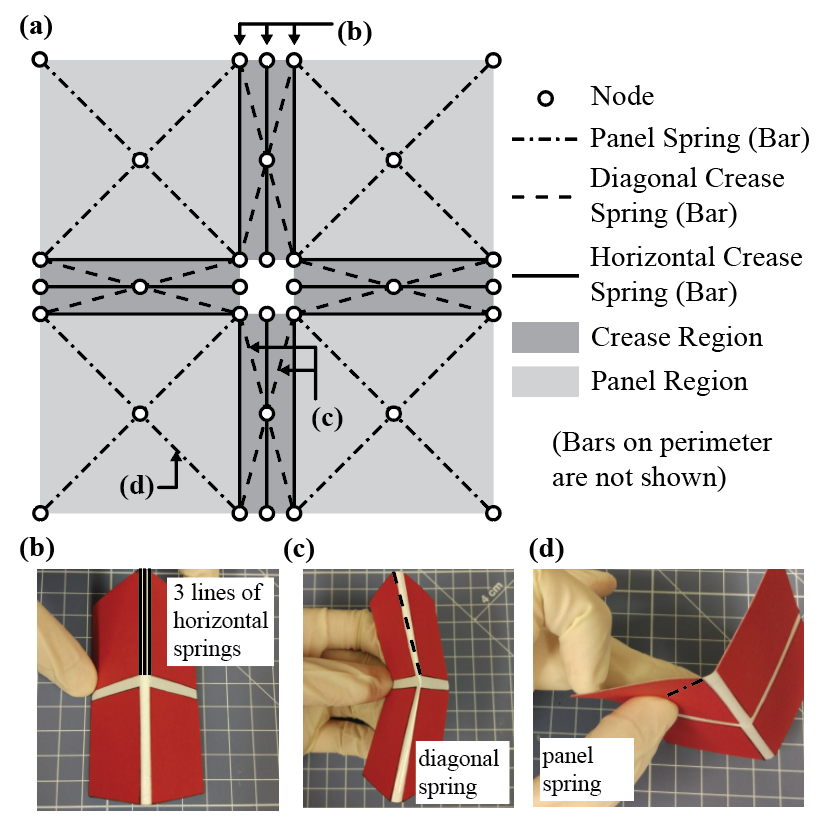 (a)
(b)
Node
Panel Spring (Bar)
Diagonal Crease
Spring (Bar)
Horizontal Crease
Spring (Bar)
Crease Region
Panel Region
(c)
(d)
(Bars on perimeter
are not shown)
(b)
3 lines of
horizontal
springs
(c)
4 cm
diagonal
spring
(d)
panel
spring